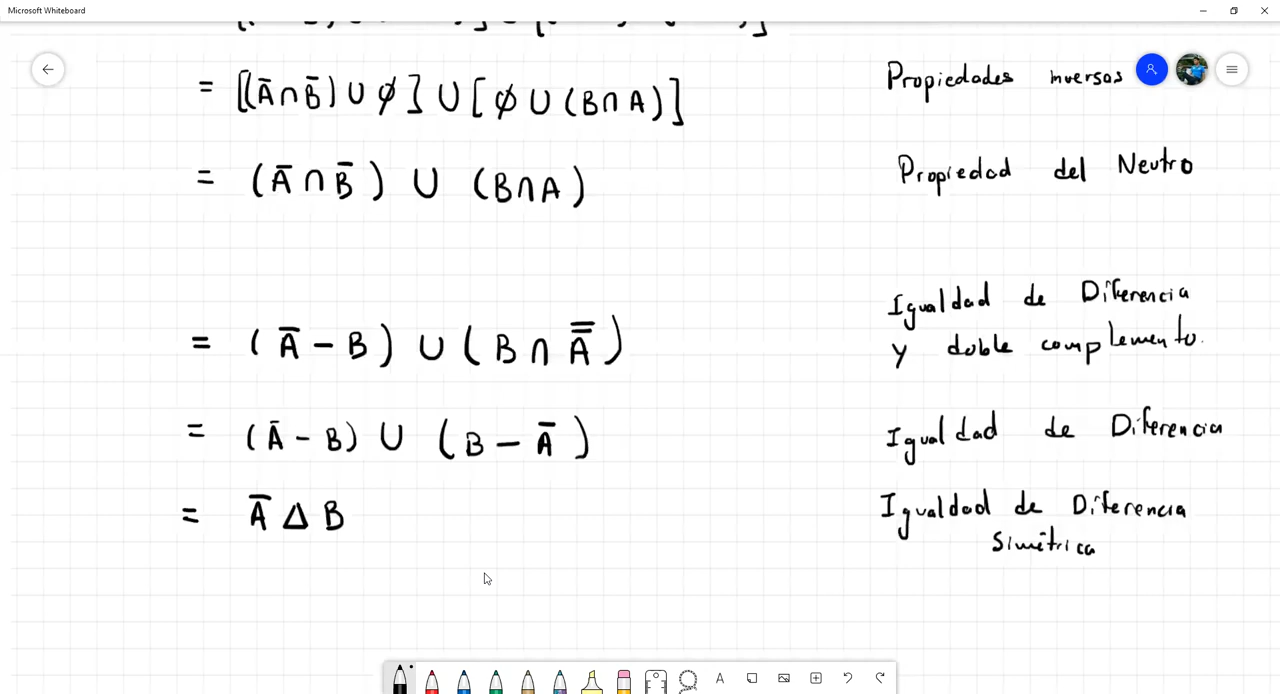 Microsoft Whiteboard
= [(Ā ∩ B̄) ∪ ϕ] ∪ [ϕ ∪ (B ∩ A)] Propiedades inversos
= (Ā ∩ B̄) ∪ (B ∩ A) Propiedad del Neutro
Igualdad de Diferencia
= (Ā − B) ∪ (B ∩ A̿) y doble complemento.
= (Ā − B) ∪ (B − Ā) Igualdad de Diferencia
= Ā Δ B Igualdad de Diferencia
Simétrica